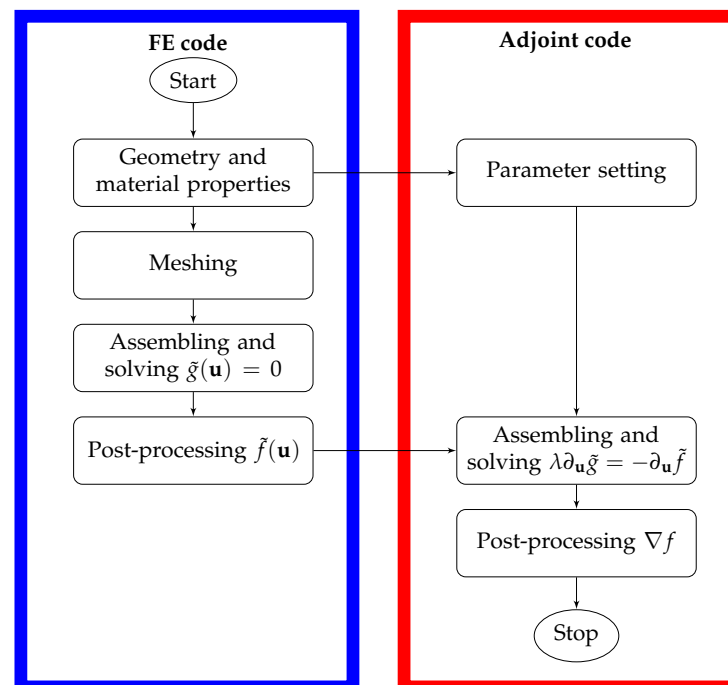 FE code
Start
Geometry and
material properties
Meshing
Assembling and
solving g̃(𝐮) = 0
Post-processing f̃(𝐮)
Adjoint code
Parameter setting
Assembling and
solving λ∂𝐮g̃ = −∂𝐮f̃
Post-processing ∇f
Stop